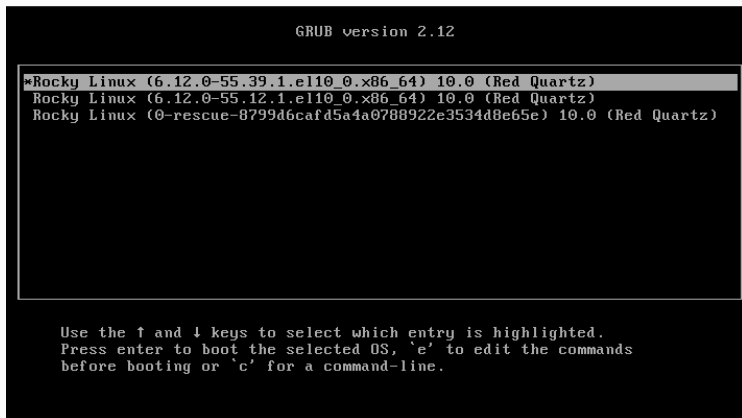 GRUB version 2.12
*Rocky Linux (6.12.0-55.39.1.el10_0.x86_64) 10.0 (Red Quartz)
Rocky Linux (6.12.0-55.12.1.el10_0.x86_64) 10.0 (Red Quartz)
Rocky Linux (0-rescue-8799d6cafd5a4a0788922e3534d8e65e) 10.0 (Red Quartz)
Use the ↑ and ↓ keys to select which entry is highlighted.
Press enter to boot the selected OS, `e' to edit the commands
before booting or `c' for a command-line.